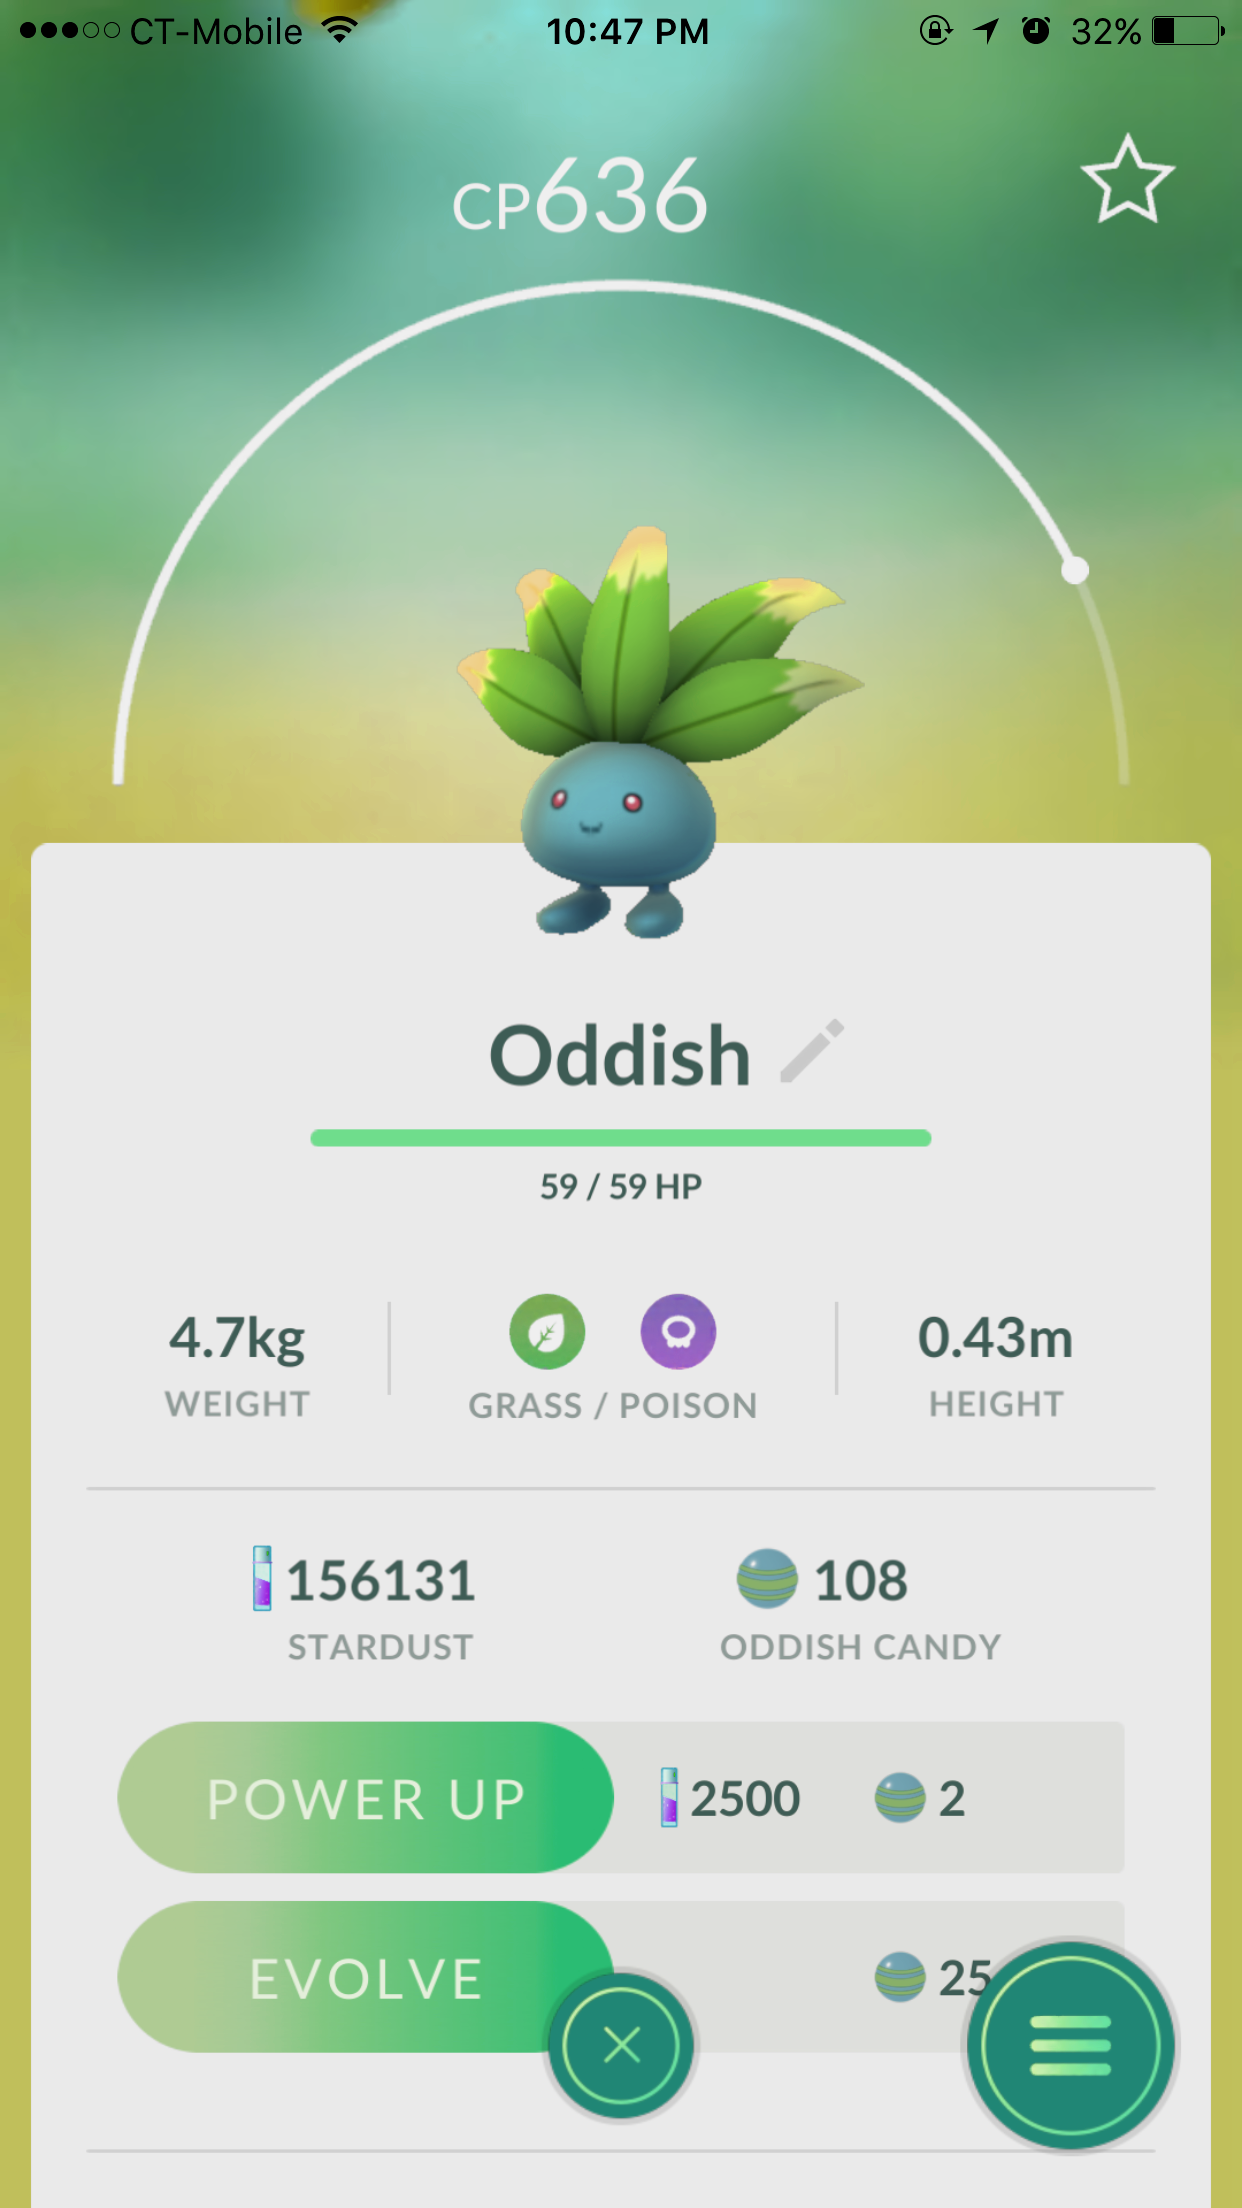 CT-Mobile 10:47 PM 32%
CP636
Oddish
59 / 59 HP
4.7kg
WEIGHT
GRASS / POISON
0.43m
HEIGHT
156131
STARDUST
108
ODDISH CANDY
POWER UP 2500 2
EVOLVE 25